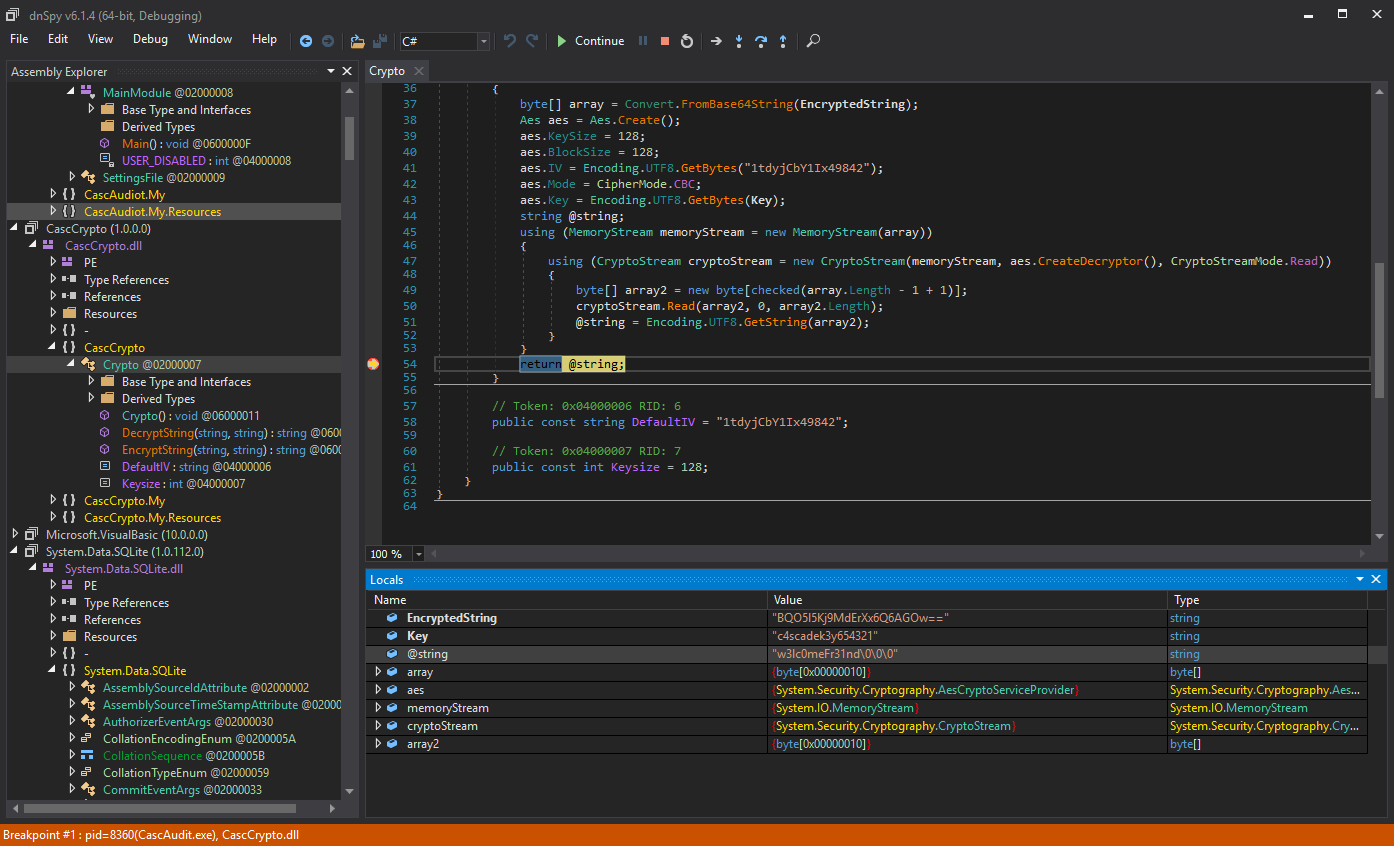 dnSpy v6.1.4 (64-bit, Debugging)
File Edit View Debug Window Help C# Continue
Assembly Explorer
MainModule @02000008
Base Type and Interfaces
Derived Types
Main() : void @0600000F
USER_DISABLED : int @04000008
SettingsFile @02000009
{ } CascAudiot.My
{ } CascAudiot.My.Resources
CascCrypto (1.0.0.0)
CascCrypto.dll
PE
Type References
References
Resources
{ } -
{ } CascCrypto
Crypto @02000007
Base Type and Interfaces
Derived Types
Crypto() : void @06000011
DecryptString(string, string) : string @060
EncryptString(string, string) : string @060
DefaultIV : string @04000006
Keysize : int @04000007
{ } CascCrypto.My
{ } CascCrypto.My.Resources
Microsoft.VisualBasic (10.0.0.0)
System.Data.SQLite (1.0.112.0)
System.Data.SQLite.dll
PE
Type References
References
Resources
{ } -
{ } System.Data.SQLite
AssemblySourceIdAttribute @02000002
AssemblySourceTimeStampAttribute @02000
AuthorizerEventArgs @02000030
CollationEncodingEnum @0200005A
CollationSequence @0200005B
CollationTypeEnum @02000059
CommitEventArgs @02000033
Crypto
36 {
37 byte[] array = Convert.FromBase64String(EncryptedString);
38 Aes aes = Aes.Create();
39 aes.KeySize = 128;
40 aes.BlockSize = 128;
41 aes.IV = Encoding.UTF8.GetBytes("1tdyjCbY1Ix49842");
42 aes.Mode = CipherMode.CBC;
43 aes.Key = Encoding.UTF8.GetBytes(Key);
44 string @string;
45 using (MemoryStream memoryStream = new MemoryStream(array))
46 {
47 using (CryptoStream cryptoStream = new CryptoStream(memoryStream, aes.CreateDecryptor(), CryptoStreamMode.Read))
48 {
49 byte[] array2 = new byte[checked(array.Length - 1 + 1)];
50 cryptoStream.Read(array2, 0, array2.Length);
51 @string = Encoding.UTF8.GetString(array2);
52 }
53 }
54 return @string;
55 }
56
57 // Token: 0x04000006 RID: 6
58 public const string DefaultIV = "1tdyjCbY1Ix49842";
59
60 // Token: 0x04000007 RID: 7
61 public const int Keysize = 128;
62 }
63 }
64
100 %
Locals
Name Value Type
EncryptedString "BQO5l5Kj9MdErXx6Q6AGOw==" string
Key "c4scadek3y654321" string
@string "w3lc0meFr31nd\0\0\0" string
array {byte[0x00000010]} byte[]
aes {System.Security.Cryptography.AesCryptoServiceProvider} System.Security.Cryptography.Aes...
memoryStream {System.IO.MemoryStream} System.IO.MemoryStream
cryptoStream {System.Security.Cryptography.CryptoStream} System.Security.Cryptography.Cry...
array2 {byte[0x00000010]} byte[]
Breakpoint #1 : pid=8360(CascAudit.exe), CascCrypto.dll